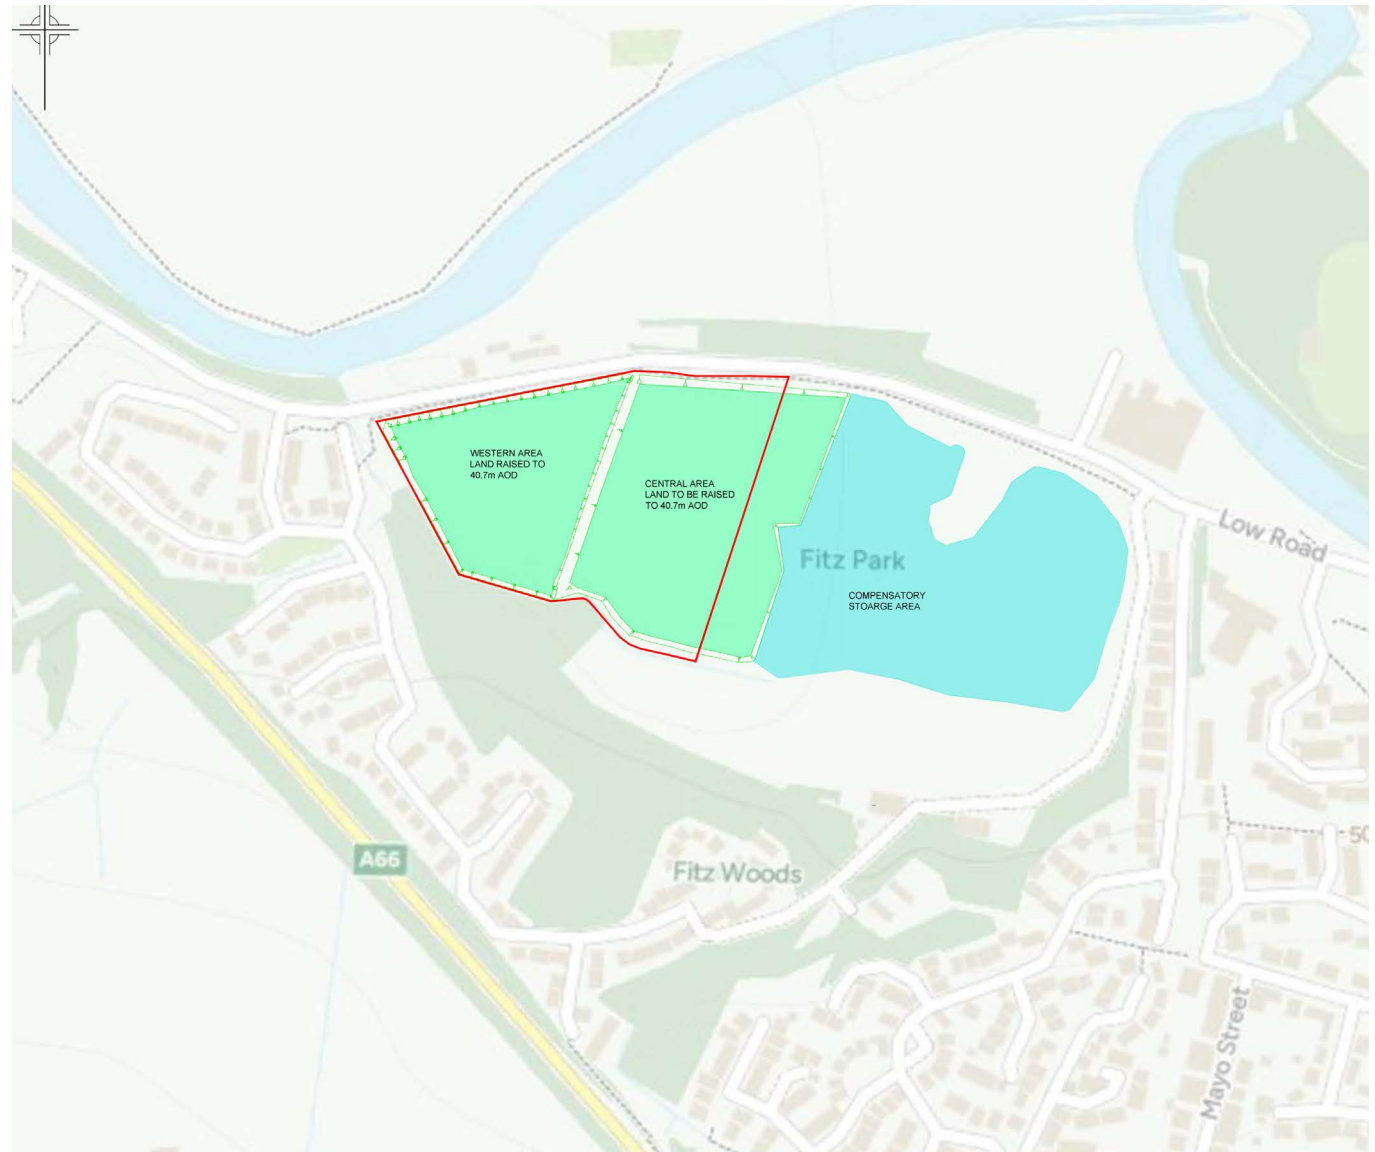 WESTERN AREA
LAND RAISED TO
40.7m AOD
CENTRAL AREA
LAND TO BE RAISED
TO 40.7m AOD
Low Road
Fitz Park
COMPENSATORY
STOARGE AREA
A66
Fitz Woods
50
Mayo Street